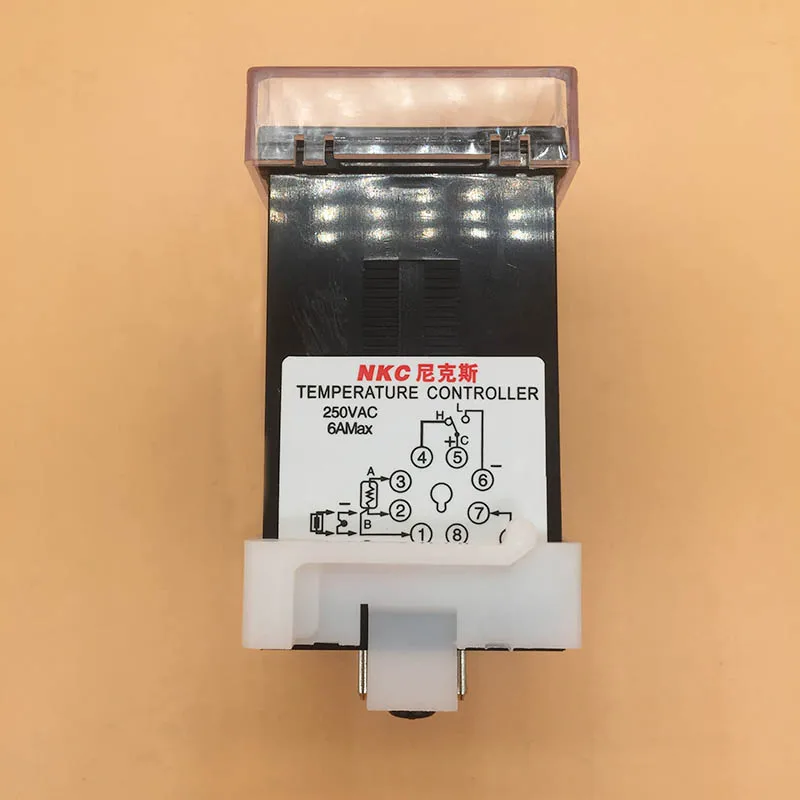 NKC 尼克斯
TEMPERATURE CONTROLLER
250VAC
6AMax
L
H
+ C
4 5
−
A 3 6
2 7
−
B
1 8